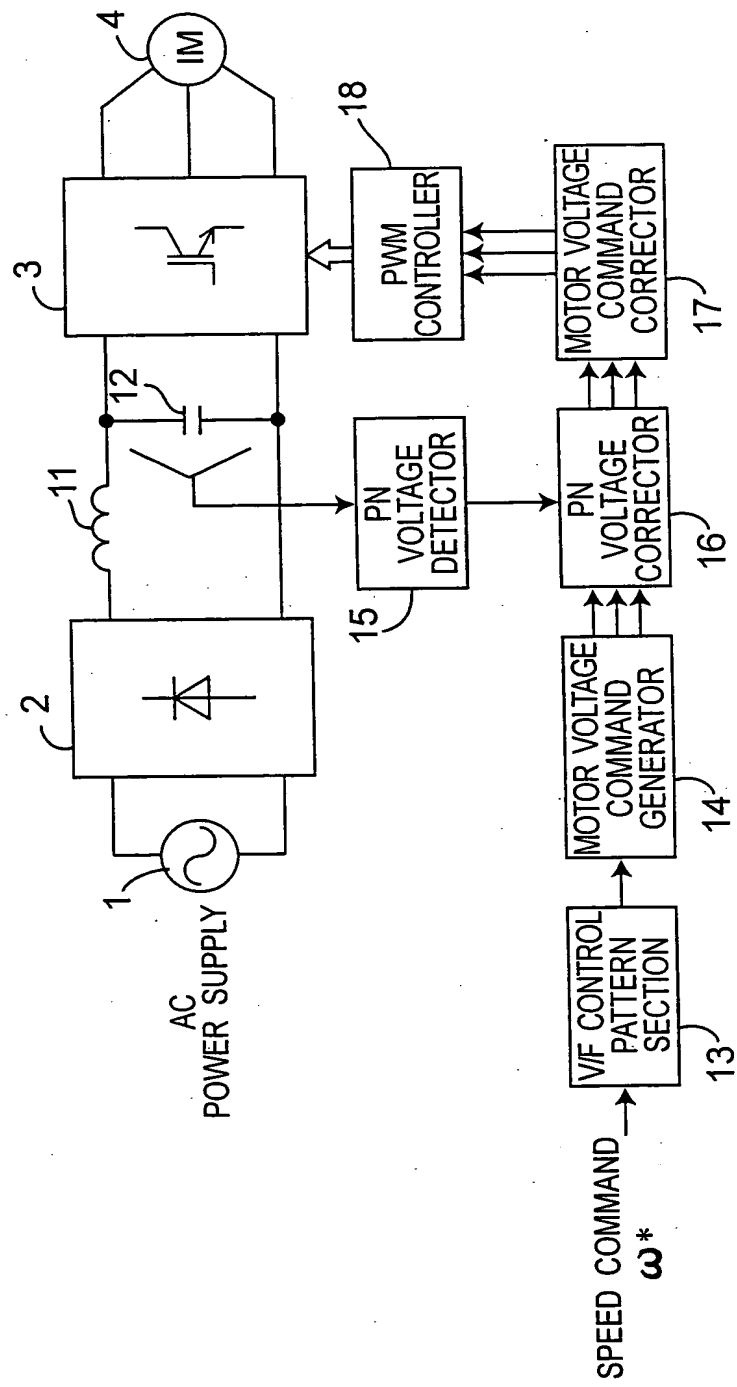 AC
POWER SUPPLY
1
2
11
12
3
4
IM
15
PN
VOLTAGE
DETECTOR
18
PWM
CONTROLLER
SPEED COMMAND
ω*
V/F CONTROL
PATTERN
SECTION
13
MOTOR VOLTAGE
COMMAND
GENERATOR
14
PN
VOLTAGE
CORRECTOR
16
MOTOR VOLTAGE
COMMAND
CORRECTOR
17